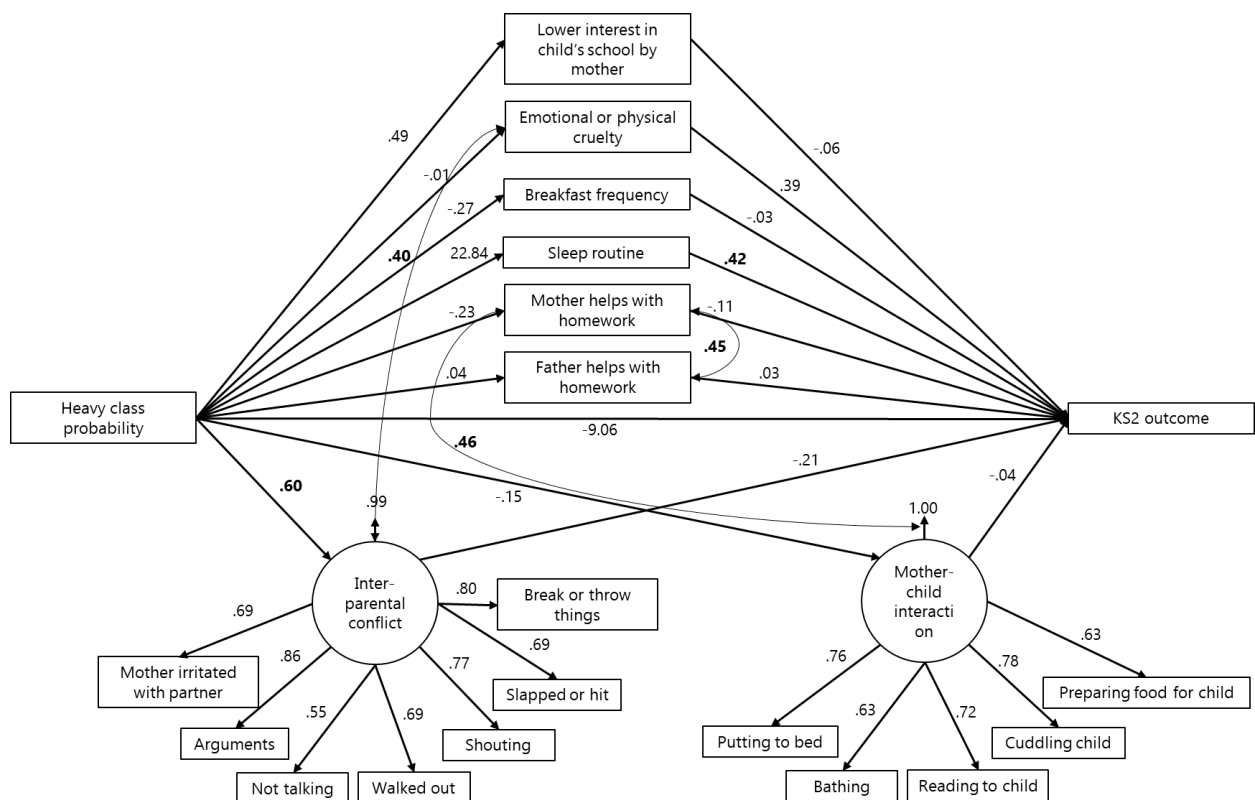 Lower interest in
child's school by
mother
Emotional or physical
cruelty
Breakfast frequency
Sleep routine
Mother helps with
homework
Father helps with
homework
Heavy class
probability
KS2 outcome
.49
-.01
-.27
.40
22.84
-.23
.04
-.06
.39
-.03
.42
-.11
.45
.03
-9.06
.46
-.21
-.04
.60
-.15
.99
1.00
Inter-
parental
conflict
Mother-
child
interacti
on
.69
.86
.55
.69
.77
.69
.80
Break or throw
things
Slapped or hit
Mother irritated
with partner
Arguments
Not talking
Walked out
Shouting
.76
.63
.72
.78
.63
Preparing food for child
Putting to bed
Cuddling child
Bathing
Reading to child